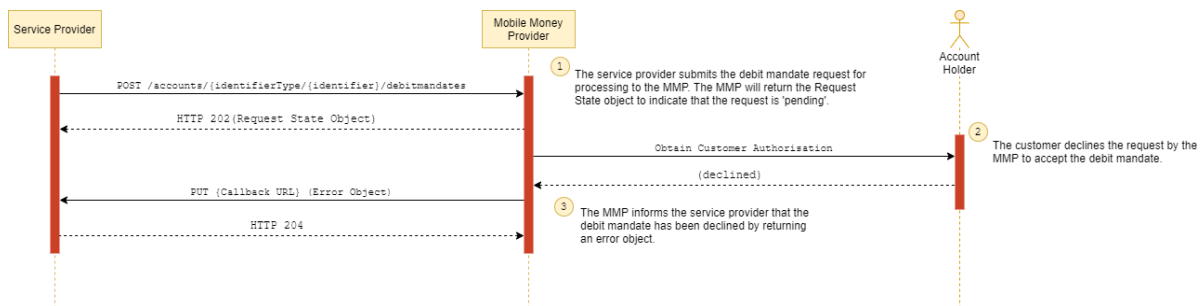 Service Provider
Mobile Money
Provider
Account
Holder
1
The service provider submits the debit mandate request for
processing to the MMP. The MMP will return the Request
State object to indicate that the request is 'pending'.
POST /accounts/{identifierType/{identifier}/debitmandates
HTTP 202(Request State Object)
2
The customer declines the request by the
MMP to accept the debit mandate.
Obtain Customer Authorisation
(declined)
PUT {Callback URL} (Error Object)
3
The MMP informs the service provider that the
debit mandate has been declined by returning
an error object.
HTTP 204